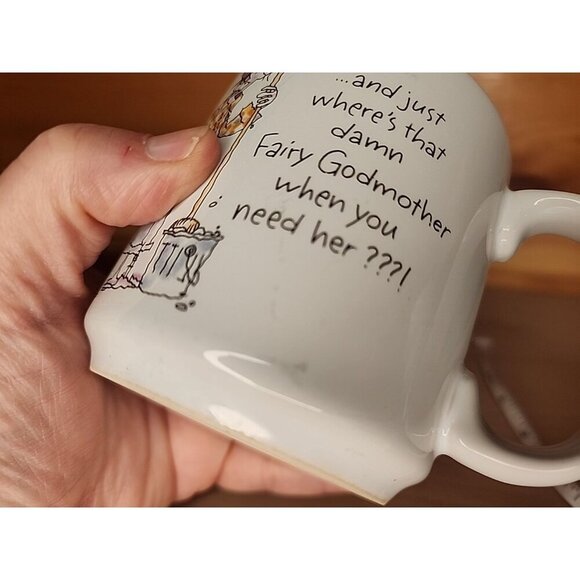 ...and just
where's that
damn
Fairy Godmother
when you
need her ???!